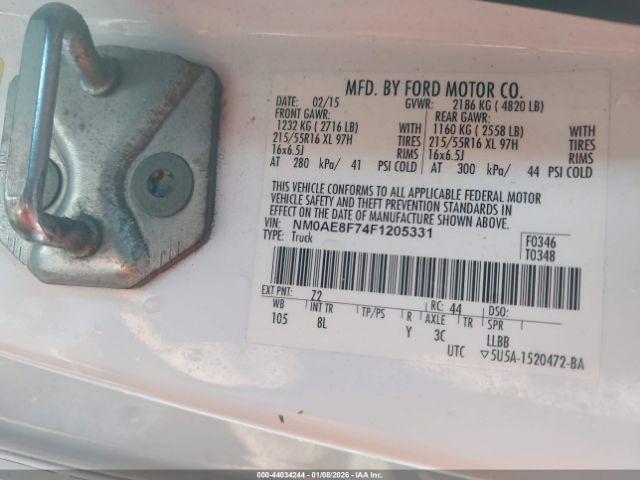 MFD. BY FORD MOTOR CO.
DATE: 02/15 GVWR: 2186 KG ( 4820 LB)
FRONT GAWR: REAR GAWR:
1232 KG ( 2716 LB) WITH 1160 KG ( 2558 LB) WITH
215/55R16 XL 97H TIRES 215/55R16 XL 97H TIRES
16x6.5J RIMS 16x6.5J RIMS
AT 280 kPa/ 41 PSI COLD AT 300 kPa/ 44 PSI COLD
THIS VEHICLE CONFORMS TO ALL APPLICABLE FEDERAL MOTOR
VEHICLE SAFETY AND THEFT PREVENTION STANDARDS IN
EFFECT ON THE DATE OF MANUFACTURE SHOWN ABOVE.
VIN: NM0AE8F74F1205331
TYPE: Truck
F0346
T0348
EXT PNT: Z2 RC: 44 DSO:
WB INT TR TP/PS R AXLE TR SPR
105 8L Y 3C LLBB
UTC ▽5U5A-1520472-BA
000-44034244 | 01/08/2026 | IAAI.COM